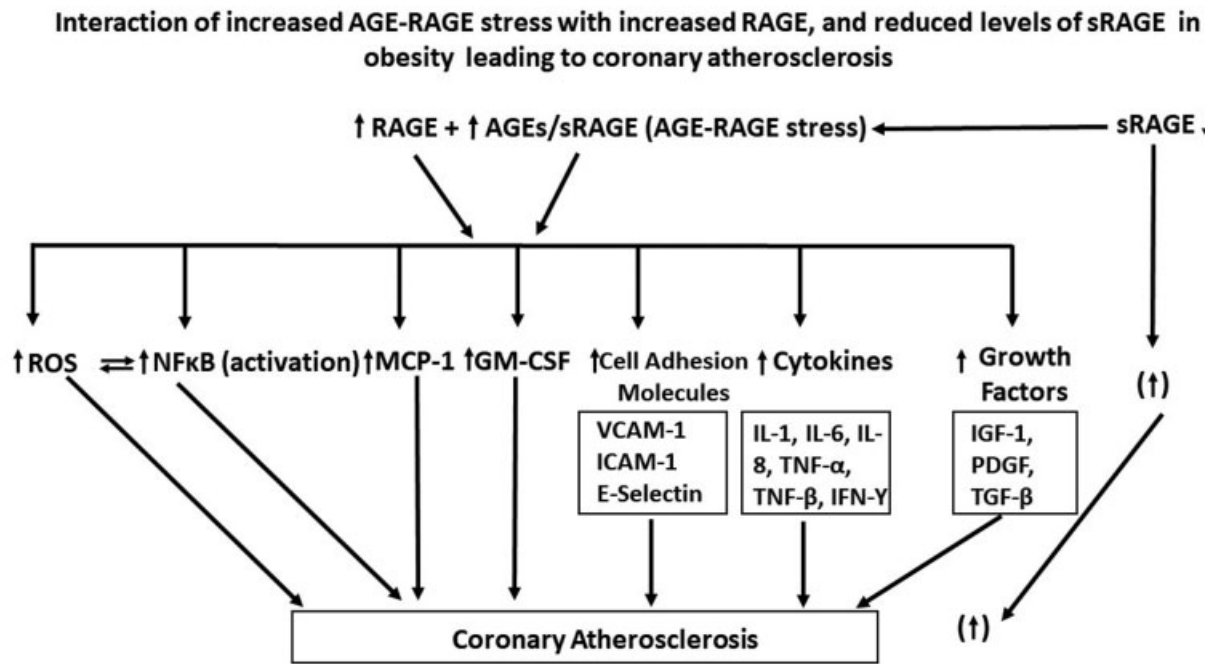 Interaction of increased AGE-RAGE stress with increased RAGE, and reduced levels of sRAGE in
obesity leading to coronary atherosclerosis
↑ RAGE + ↑ AGEs/sRAGE (AGE-RAGE stress)
sRAGE
↑ROS ⇌ ↑NFκB (activation) ↑MCP-1 ↑GM-CSF
↑Cell Adhesion
Molecules
↑ Cytokines
↑ Growth
Factors
(↑)
VCAM-1
ICAM-1
E-Selectin
IL-1, IL-6, IL-
8, TNF-α,
TNF-β, IFN-Y
IGF-1,
PDGF,
TGF-β
Coronary Atherosclerosis
(↑)